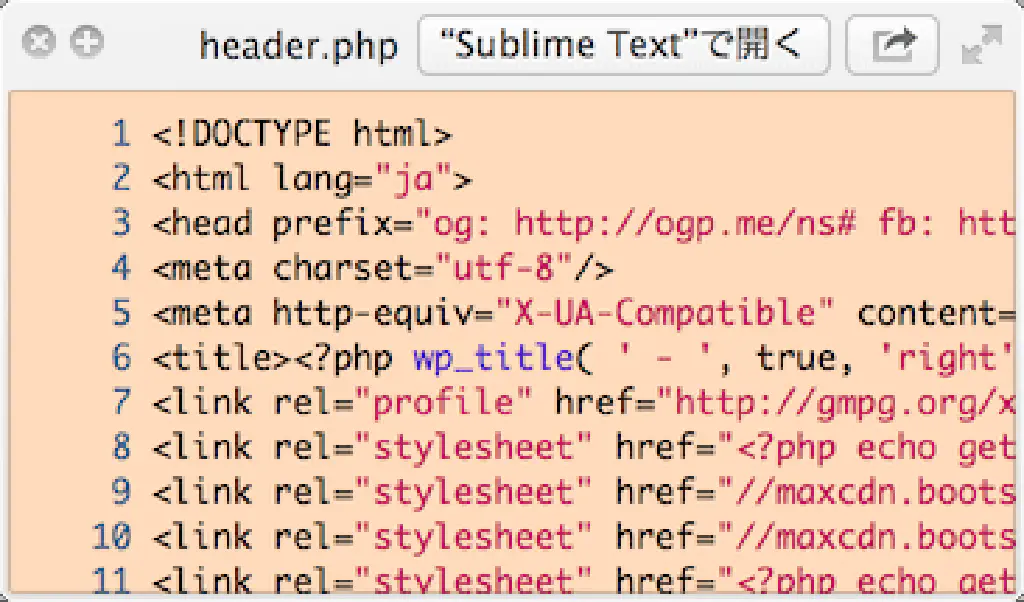 header.php “Sublime Text”で開く
1 <!DOCTYPE html>
2 <html lang="ja">
3 <head prefix="og: http://ogp.me/ns# fb: htt
4 <meta charset="utf-8"/>
5 <meta http-equiv="X-UA-Compatible" content=
6 <title><?php wp_title( ' - ', true, 'right'
7 <link rel="profile" href="http://gmpg.org/x
8 <link rel="stylesheet" href="<?php echo get
9 <link rel="stylesheet" href="//maxcdn.boots
10 <link rel="stylesheet" href="//maxcdn.boots
11 <link rel="stylesheet" href="<?php echo get